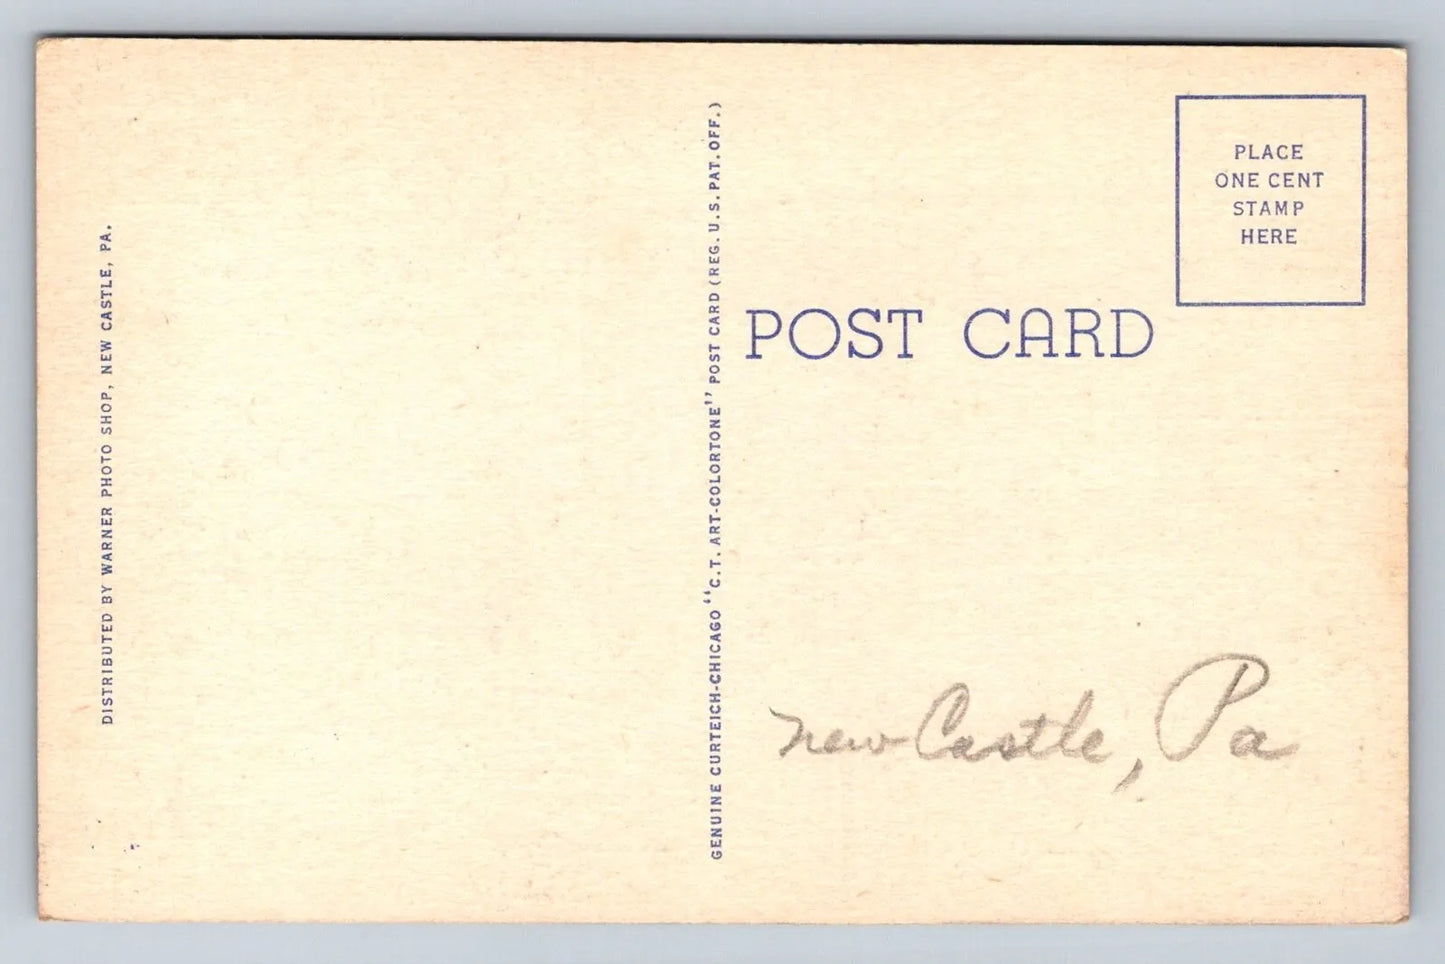 DISTRIBUTED BY WARNER PHOTO SHOP, NEW CASTLE, PA.
GENUINE CURTEICH-CHICAGO "C.T. ART-COLORTONE" POST CARD (REG. U.S. PAT. OFF.)
PLACE
ONE CENT
STAMP
HERE
POST CARD
New Castle, Pa